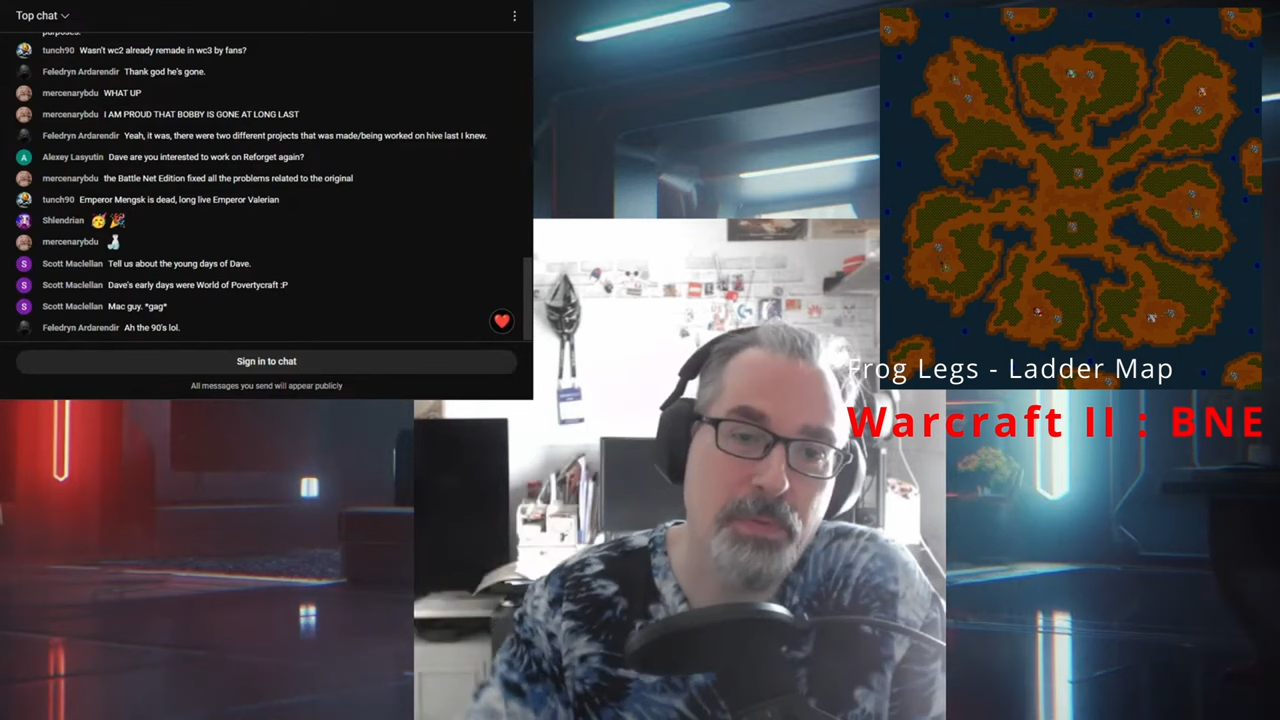 Top chat
purposes.
tunch90 Wasn't wc2 already remade in wc3 by fans?
Feledryn Ardarendir Thank god he's gone.
mercenarybdu WHAT UP
mercenarybdu I AM PROUD THAT BOBBY IS GONE AT LONG LAST
Feledryn Ardarendir Yeah, it was, there were two different projects that was made/being worked on hive last I knew.
A Alexey Lasyutin Dave are you interested to work on Reforget again?
mercenarybdu the Battle Net Edition fixed all the problems related to the original
tunch90 Emperor Mengsk is dead, long live Emperor Valerian
Shlendrian 🥳 🎉
mercenarybdu 🍶
S Scott Maclellan Tell us about the young days of Dave.
S Scott Maclellan Dave's early days were World of Povertycraft :P
S Scott Maclellan Mac guy. *gag*
Feledryn Ardarendir Ah the 90's lol.
Sign in to chat
All messages you send will appear publicly
Frog Legs - Ladder Map
Warcraft II : BNE